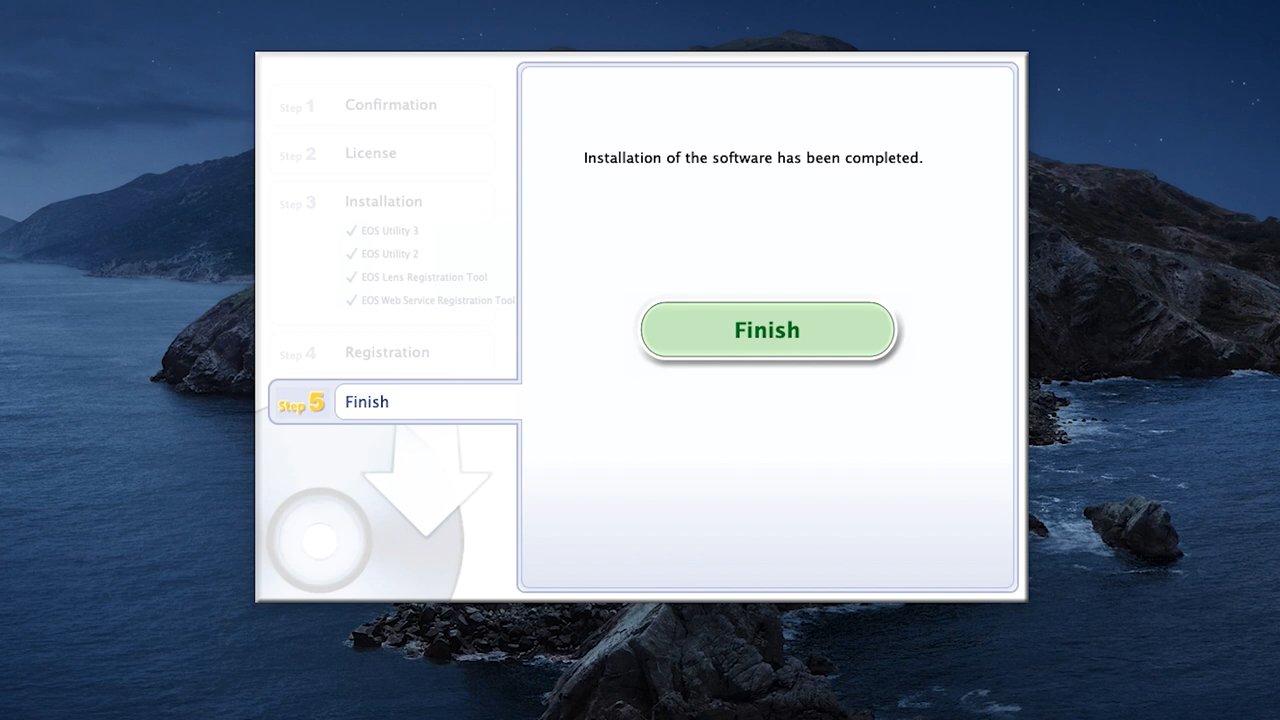 Step 1 Confirmation
Step 2 License
Step 3 Installation
EOS Utility 3
EOS Utility 2
EOS Lens Registration Tool
EOS Web Service Registration Tool
Step 4 Registration
Step 5 Finish
Installation of the software has been completed.
Finish